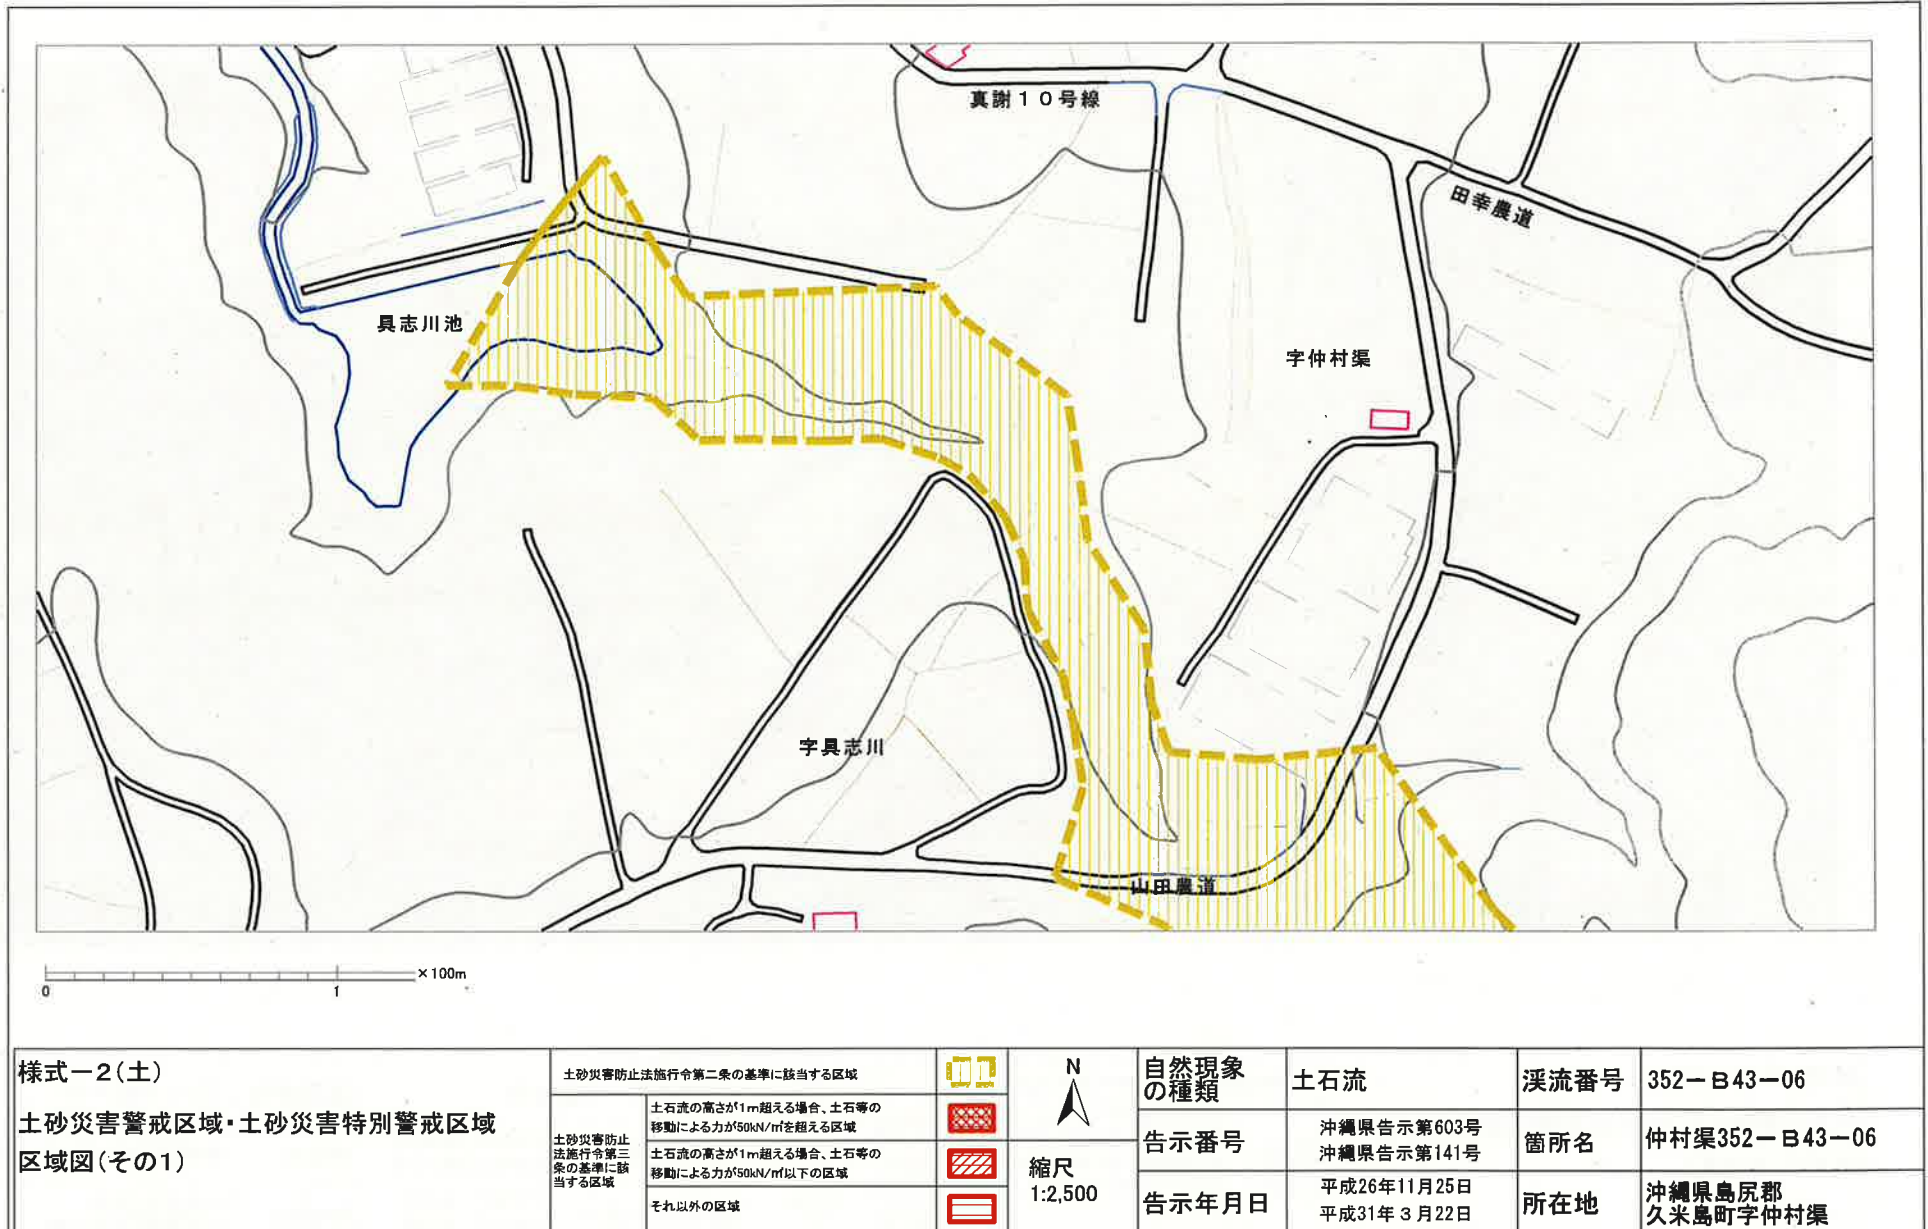 真謝１０号線
田幸農道
具志川池
字仲村渠
字具志川
山田農道
×100m
0 1
様式－2(土)
土砂災害警戒区域・土砂災害特別警戒区域
区域図(その1)
土砂災害防止法施行令第二条の基準に該当する区域
土砂災害防止
法施行令第三
条の基準に該
当する区域
土石流の高さが1m超える場合、土石等の
移動による力が50kN/㎡を超える区域
土石流の高さが1m超える場合、土石等の
移動による力が50kN/㎡以下の区域
それ以外の区域
N
縮尺
1:2,500
自然現象
の種類
土石流
渓流番号
352－B43－06
告示番号
沖縄県告示第603号
沖縄県告示第141号
箇所名
仲村渠352－B43－06
告示年月日
平成26年11月25日
平成31年３月22日
所在地
沖縄県島尻郡
久米島町字仲村渠